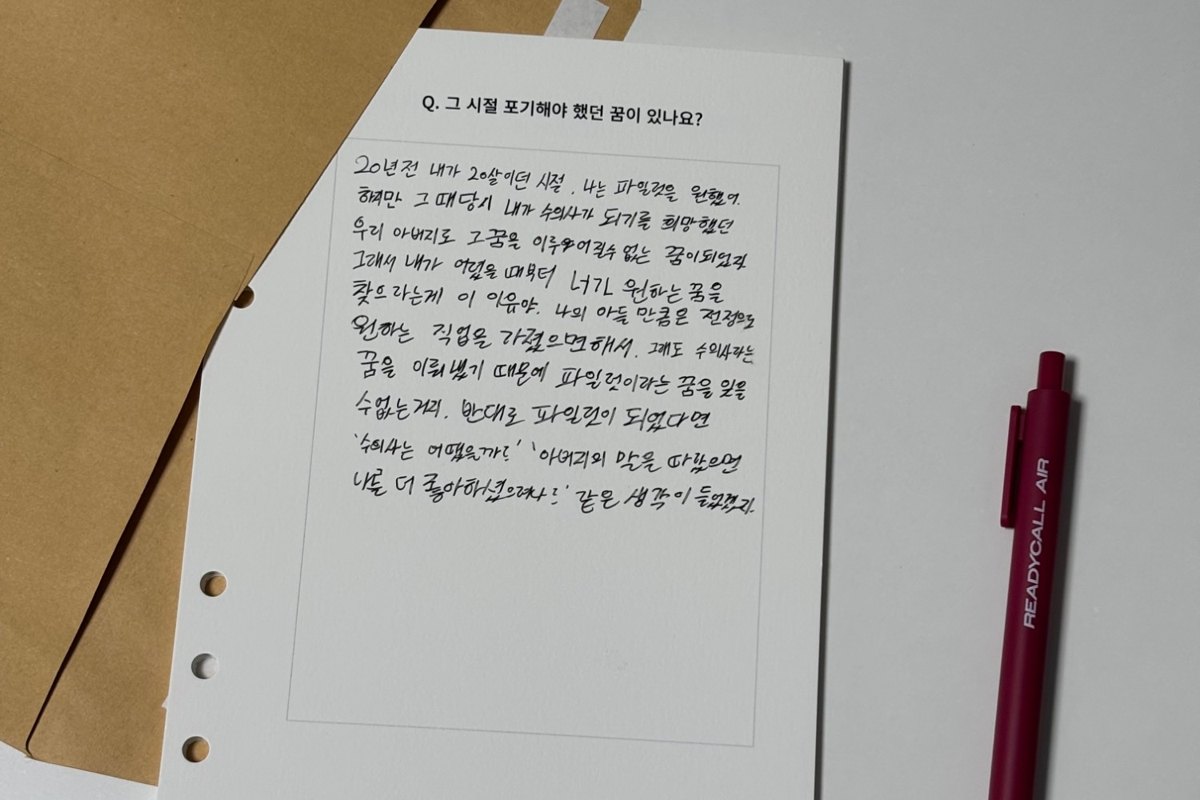 Q. 그 시절 포기해야 했던 꿈이 있나요?
20년전 내가 20살이던 시절, 나는 파일럿을 원했어.
하지만 그 때당시 내가 수의사가 되기를 희망했던
우리 아버지로 그꿈을 이루어질수 없는 꿈이되었지
그래서 내가 어렸을 때부터 너가 원하는 꿈을
찾으라는게 이 이유야. 나의 아들 만큼은 전정으로
원하는 직업을 가졌으면해서. 그래도 수의사라는
꿈을 이뤄냈기 때문에 파일럿이라는 꿈을 잊을
수없는거지. 반대로 파일럿이 되었다면
'수의사는 어땠을까?' '아버지의 말을 따랐으면
나를 더 좋아하셨으려나?' 같은 생각이 들었겠지.
READYCALL AIR